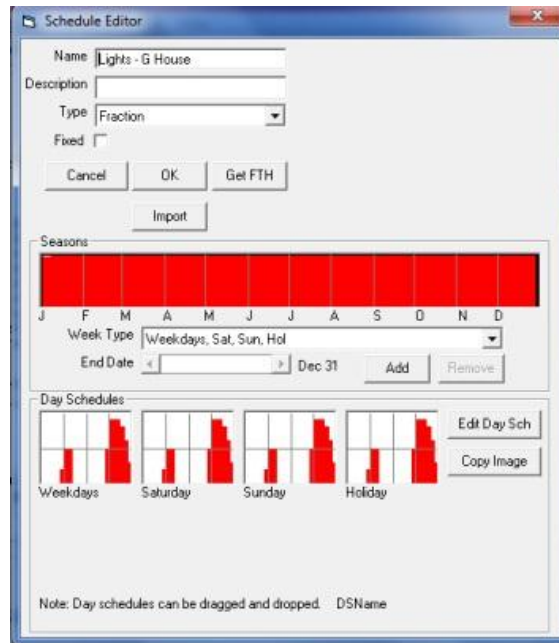 Schedule Editor
Name Lights - G House
Description
Type Fraction
Fixed
Cancel OK Get FTH
Import
Seasons
J F M A M J J A S O N D
Week Type Weekdays, Sat, Sun, Hol
End Date Dec 31 Add Remove
Day Schedules
Edit Day Sch
Copy Image
Weekdays Saturday Sunday Holiday
Note: Day schedules can be dragged and dropped. DSName